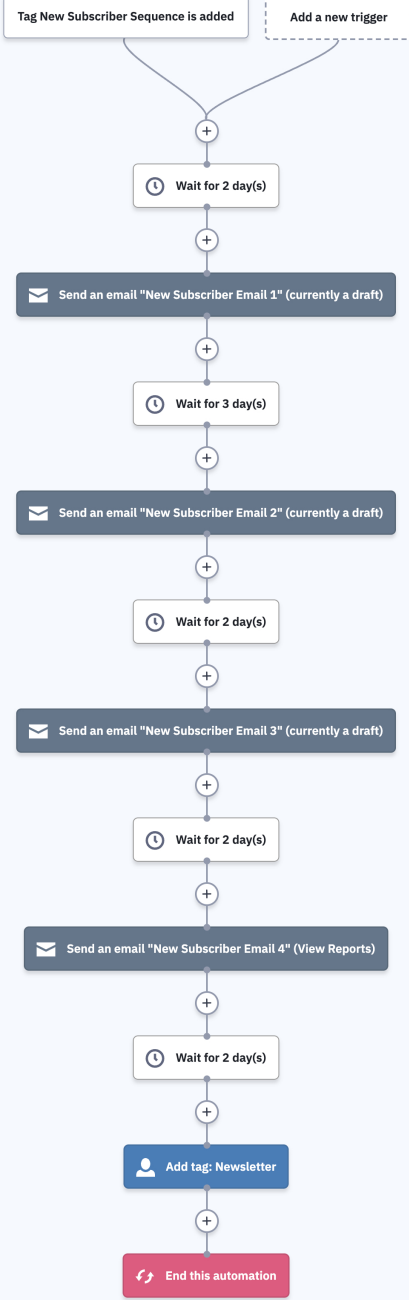 Tag New Subscriber Sequence is added
Add a new trigger
Wait for 2 day(s)
Send an email "New Subscriber Email 1" (currently a draft)
Wait for 3 day(s)
Send an email "New Subscriber Email 2" (currently a draft)
Wait for 2 day(s)
Send an email "New Subscriber Email 3" (currently a draft)
Wait for 2 day(s)
Send an email "New Subscriber Email 4" (View Reports)
Wait for 2 day(s)
Add tag: Newsletter
End this automation